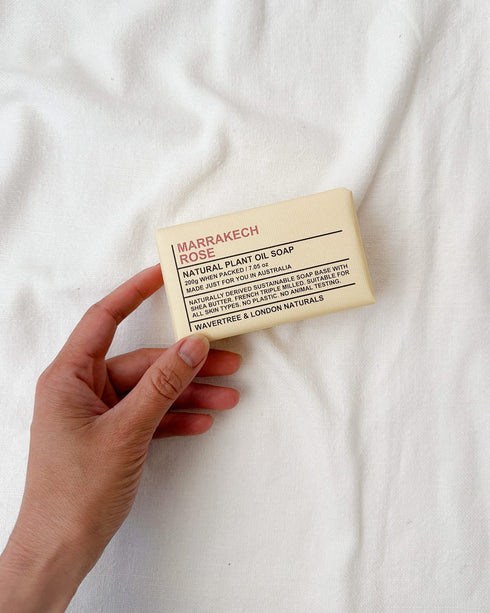 MARRAKECH
ROSE
NATURAL PLANT OIL SOAP
200g WHEN PACKED / 7.05 oz
MADE JUST FOR YOU IN AUSTRALIA
NATURALLY DERIVED SUSTAINABLE SOAP BASE WITH
SHEA BUTTER. FRENCH TRIPLE MILLED. SUITABLE FOR
ALL SKIN TYPES. NO PLASTIC. NO ANIMAL TESTING.
WAVERTREE & LONDON NATURALS